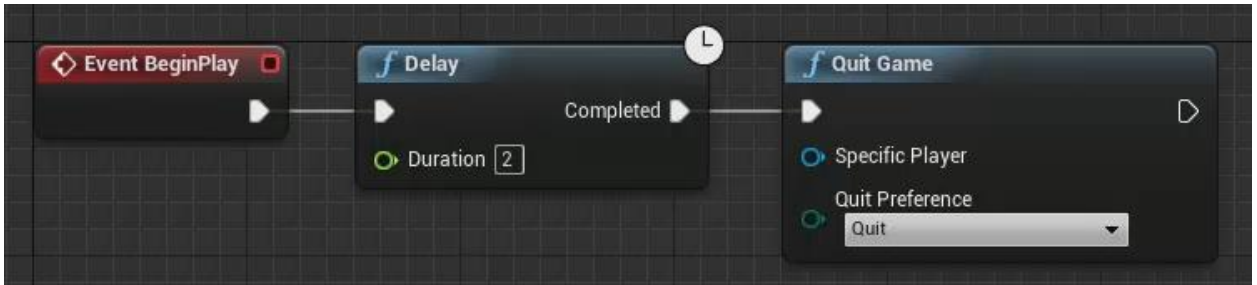 Event BeginPlay
Delay
Completed
Duration 2
Quit Game
Specific Player
Quit Preference
Quit